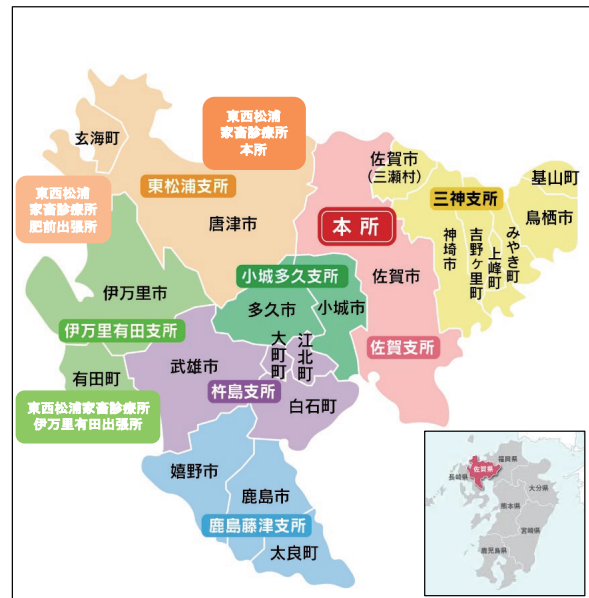 東西松浦
家畜診療所
本所
玄海町
佐賀市
(三瀬村)
基山町
東松浦支所
三神支所
東西松浦
家畜診療所
肥前出張所
鳥栖市
唐津市
本所
みやき町
上峰町
吉野ヶ里町
神埼市
小城多久支所
佐賀市
伊万里市
多久市
小城市
伊万里有田支所
大町町
江北町
佐賀支所
武雄市
有田町
杵島支所
東西松浦家畜診療所
伊万里有田出張所
白石町
嬉野市
鹿島市
鹿島藤津支所
太良町
佐賀県
福岡県
長崎県
大分県
熊本県
宮崎県
鹿児島県